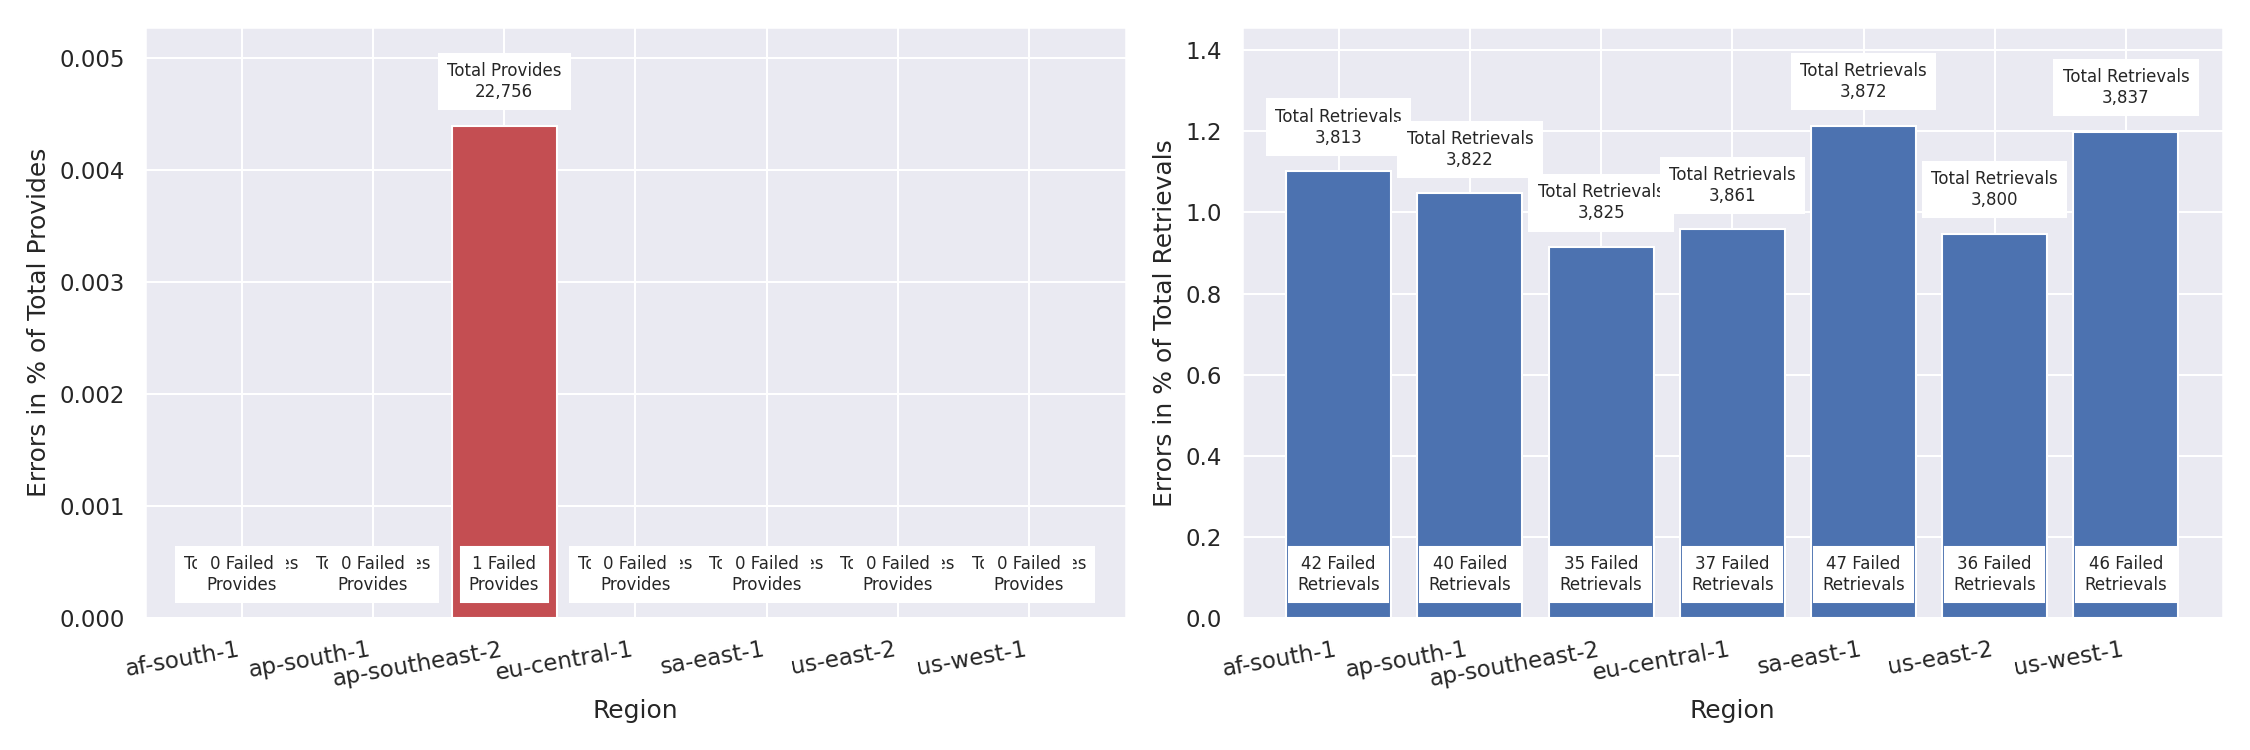 Errors in % of Total Provides
0.005
0.004
0.003
0.002
0.001
0.000
Total Provides
22,756
0 Failed
Provides
0 Failed
Provides
1 Failed
Provides
0 Failed
Provides
0 Failed
Provides
0 Failed
Provides
0 Failed
Provides
af-south-1
ap-south-1
ap-southeast-2
eu-central-1
sa-east-1
us-east-2
us-west-1
Region
Errors in % of Total Retrievals
1.4
1.2
1.0
0.8
0.6
0.4
0.2
0.0
Total Retrievals
3,813
Total Retrievals
3,822
Total Retrievals
3,825
Total Retrievals
3,861
Total Retrievals
3,872
Total Retrievals
3,800
Total Retrievals
3,837
42 Failed
Retrievals
40 Failed
Retrievals
35 Failed
Retrievals
37 Failed
Retrievals
47 Failed
Retrievals
36 Failed
Retrievals
46 Failed
Retrievals
af-south-1
ap-south-1
ap-southeast-2
eu-central-1
sa-east-1
us-east-2
us-west-1
Region